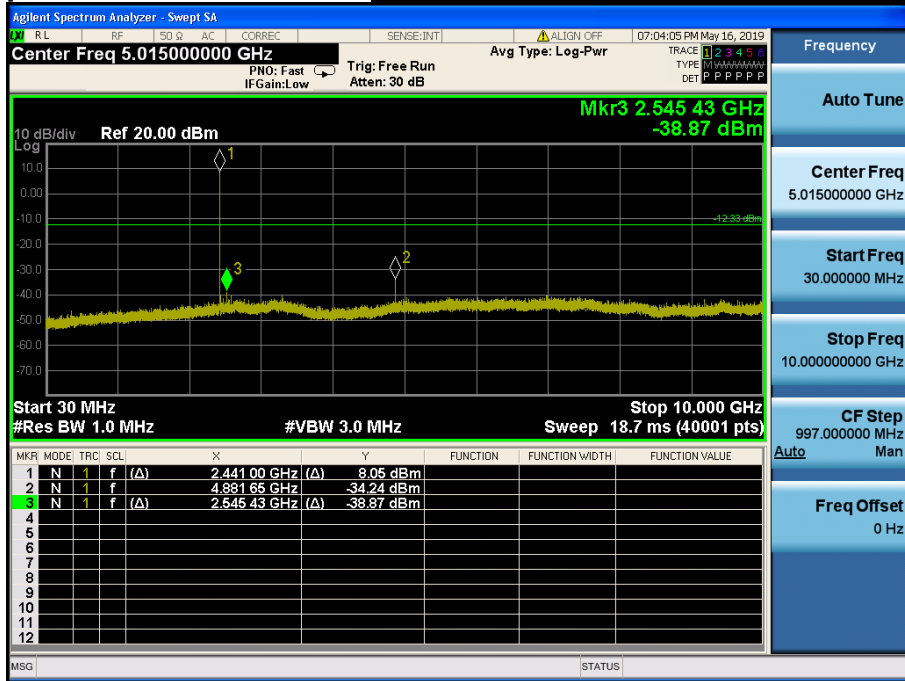 Agilent Spectrum Analyzer - Swept SA
LXI RL RF 50 Ω AC CORREC SENSE:INT ALIGN OFF 07:04:05 PM May 16, 2019
Center Freq 5.015000000 GHz
PNO: Fast
IFGain:Low
Trig: Free Run
Atten: 30 dB
Avg Type: Log-Pwr
TRACE 1 2 3 4 5 6
TYPE M WWWWW
DET P P P P P P
Mkr3 2.545 43 GHz
-38.87 dBm
10 dB/div Ref 20.00 dBm
Log
10.0
0.00
-10.0
-20.0
-30.0
-40.0
-50.0
-60.0
-70.0
1
2
3
-12.33 dBm
Start 30 MHz Stop 10.000 GHz
#Res BW 1.0 MHz #VBW 3.0 MHz Sweep 18.7 ms (40001 pts)
MKR MODE TRC SCL X Y FUNCTION FUNCTION WIDTH FUNCTION VALUE
1 N 1 f (Δ) 2.441 00 GHz (Δ) 8.05 dBm
2 N 1 f 4.881 65 GHz -34.24 dBm
3 N 1 f (Δ) 2.545 43 GHz (Δ) -38.87 dBm
4
5
6
7
8
9
10
11
12
MSG STATUS
Frequency
Auto Tune
Center Freq
5.015000000 GHz
Start Freq
30.000000 MHz
Stop Freq
10.000000000 GHz
CF Step
997.000000 MHz
Auto Man
Freq Offset
0 Hz